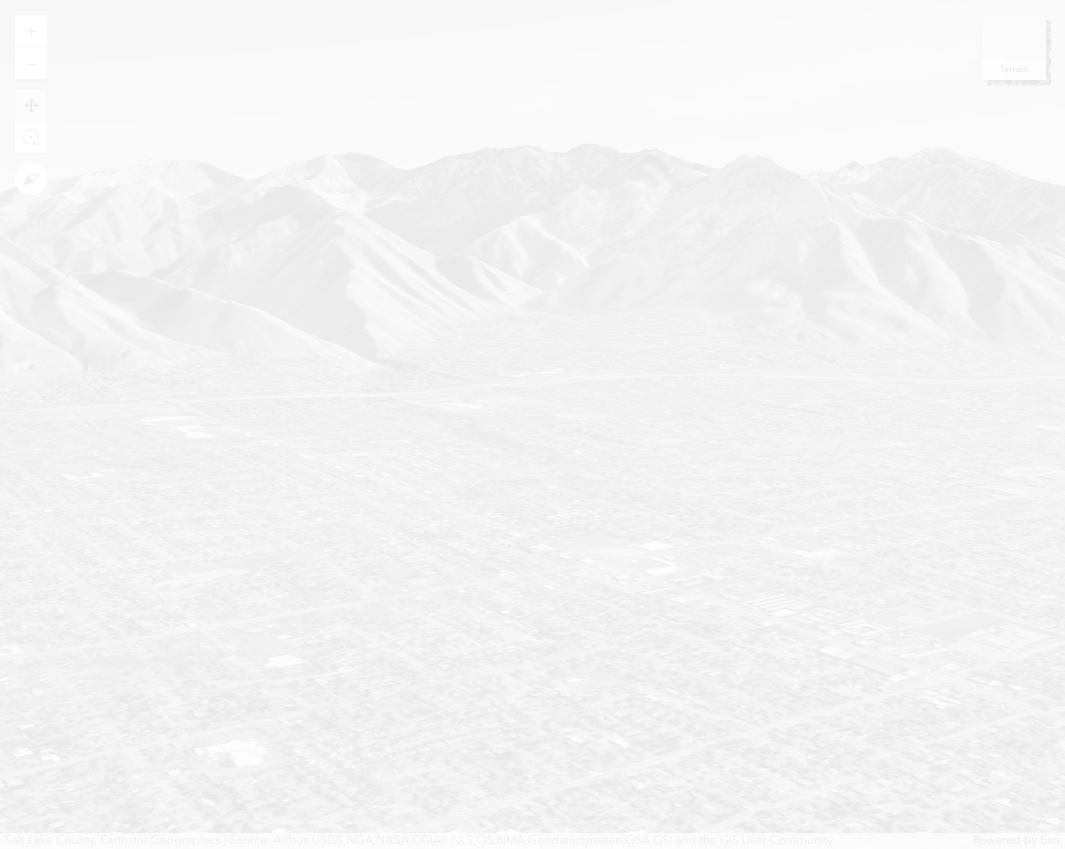 Terrain
Salt Lake County, Earthstar Geographics | Source: Airbus,USGS,NGA,NASA,CGIAR,NLS,OS,NMA,Geodatastyrelsen,GSA,GSI and the GIS User Community
Powered by Esri